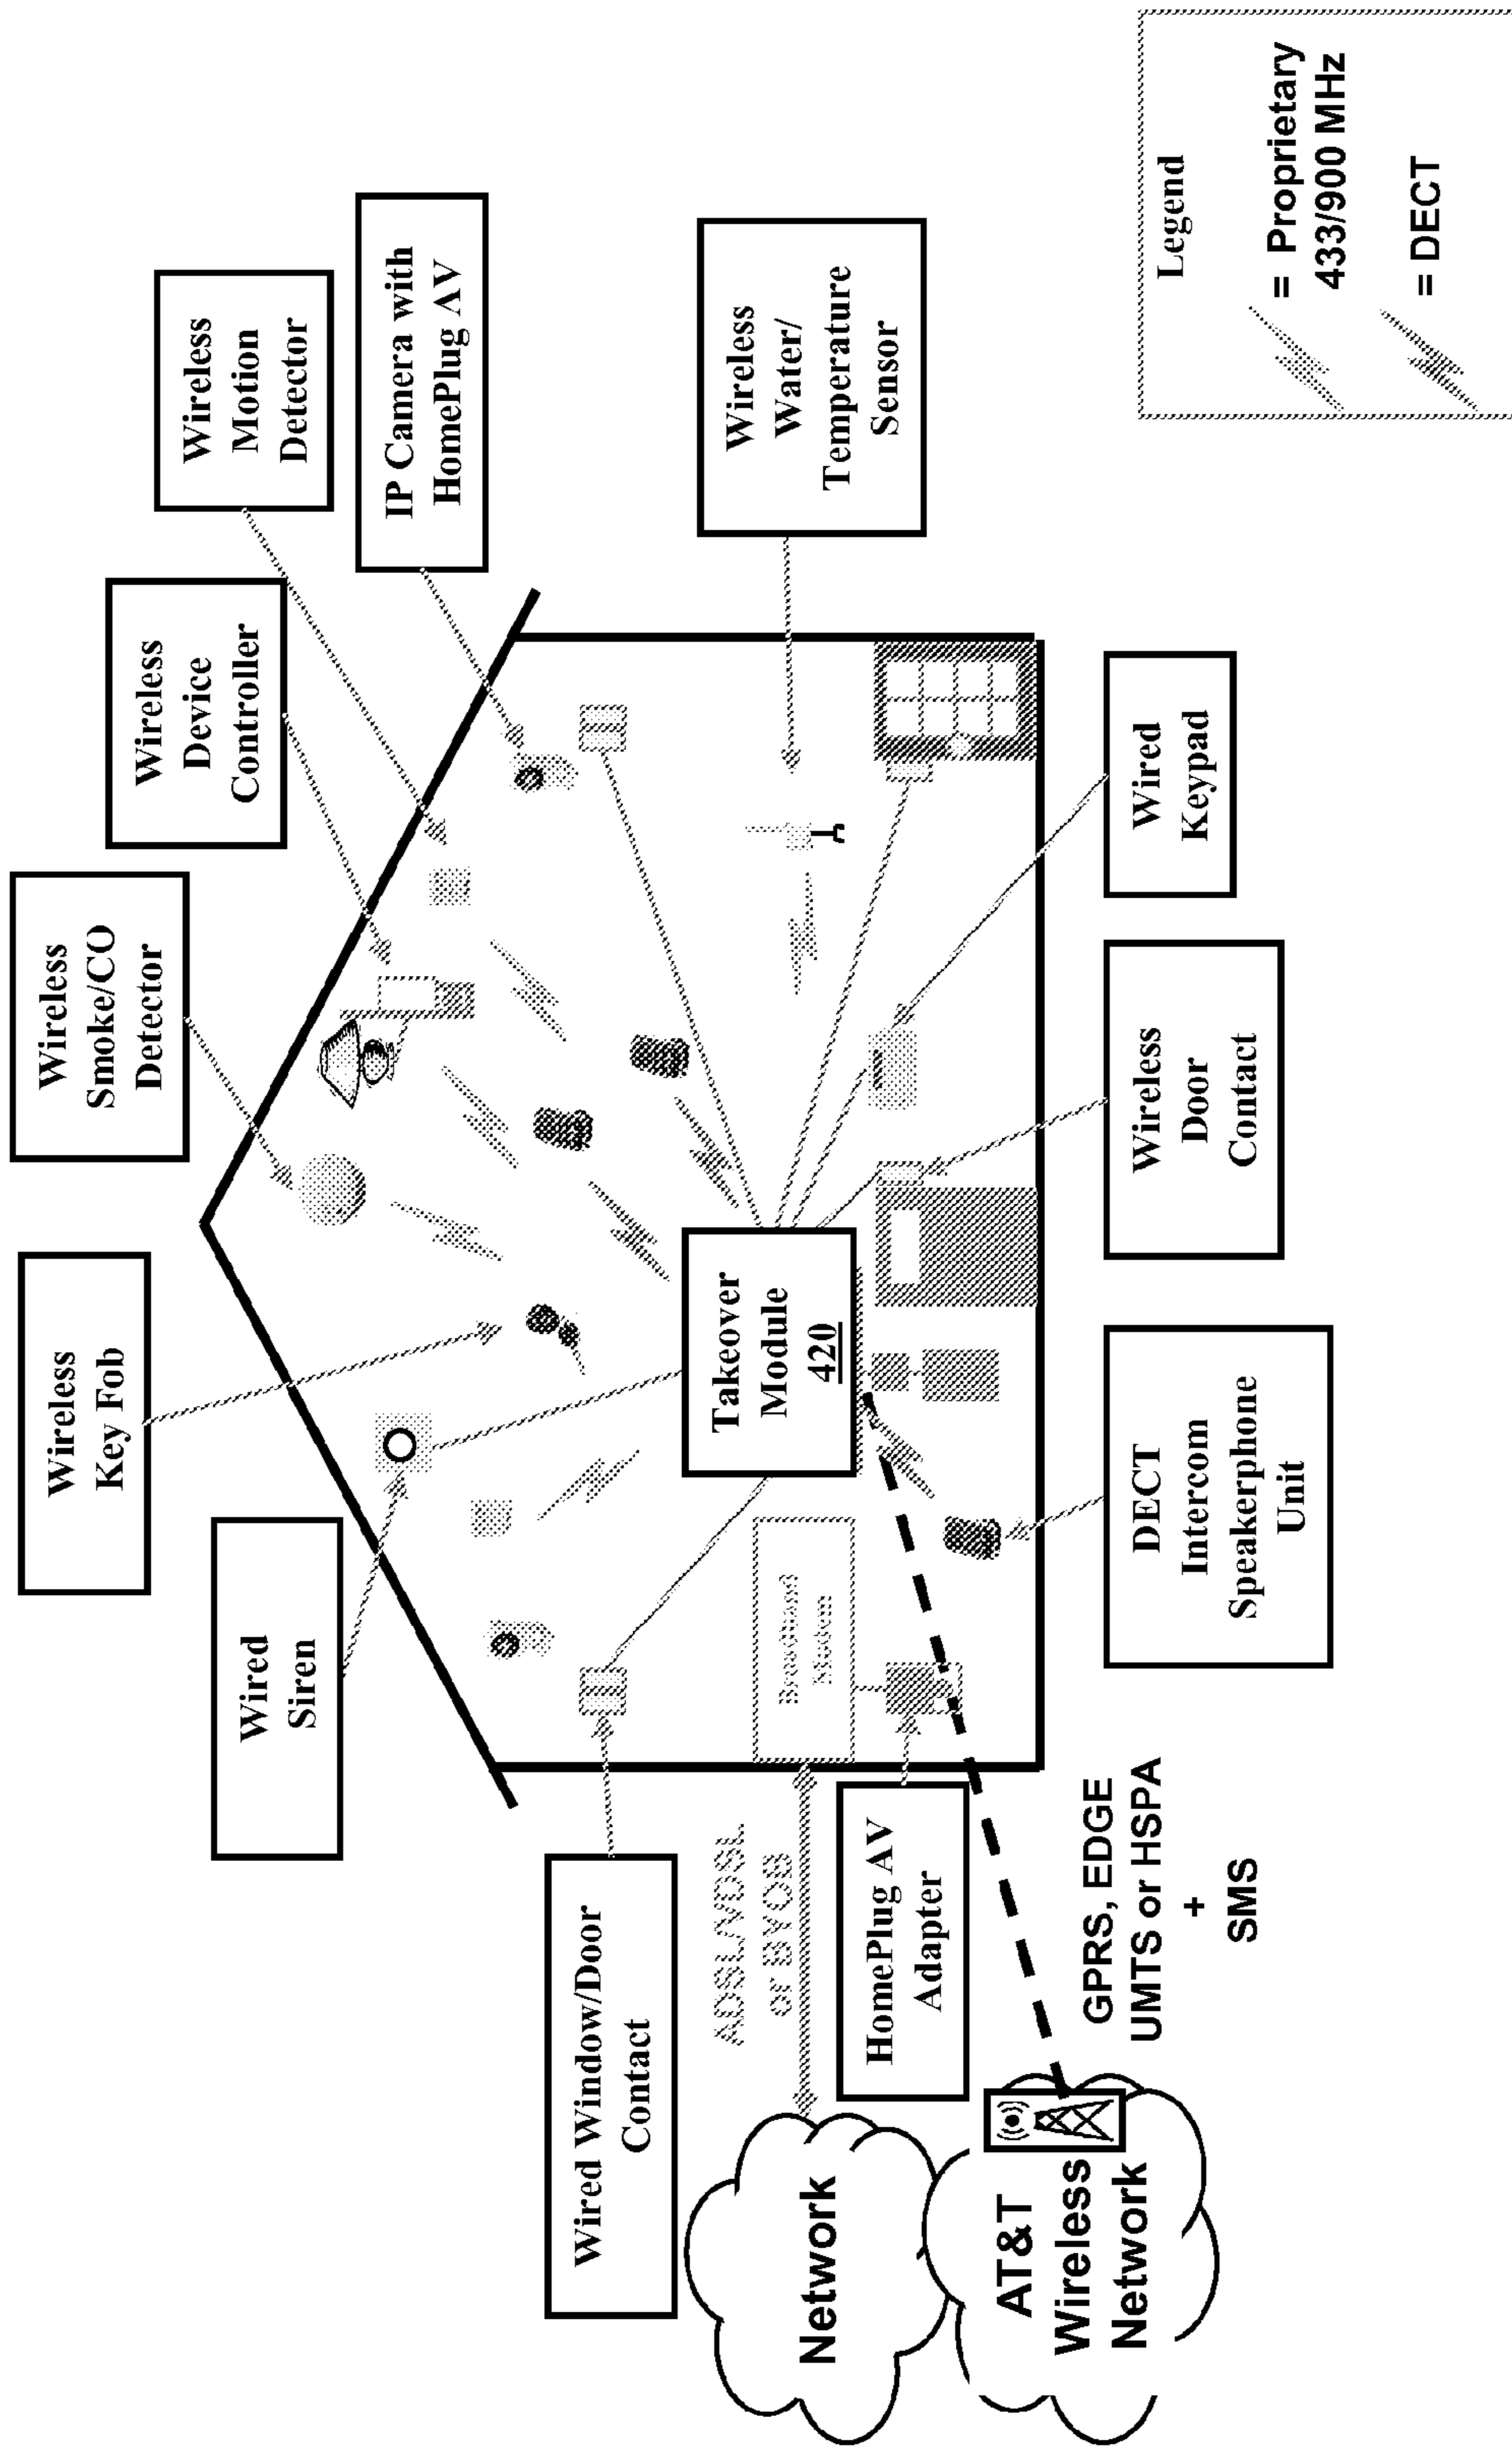 Wireless
Smoke/CO
Detector
Wireless
Key Fob
Wired
Siren
Wireless
Device
Controller
Wireless
Motion
Detector
IP Camera with
HomePlug AV
Wired Window/Door
Contact
Wireless
Water/
Temperature
Sensor
Takeover
Module
420
Broadband
Modem
ADSL/VDSL
or BYOB
Network
HomePlug AV
Adapter
AT&T
Wireless
Network
GPRS, EDGE
UMTS or HSPA
+
SMS
DECT
Intercom
Speakerphone
Unit
Wireless
Door
Contact
Wired
Keypad
Legend
= Proprietary
433/900 MHz
= DECT